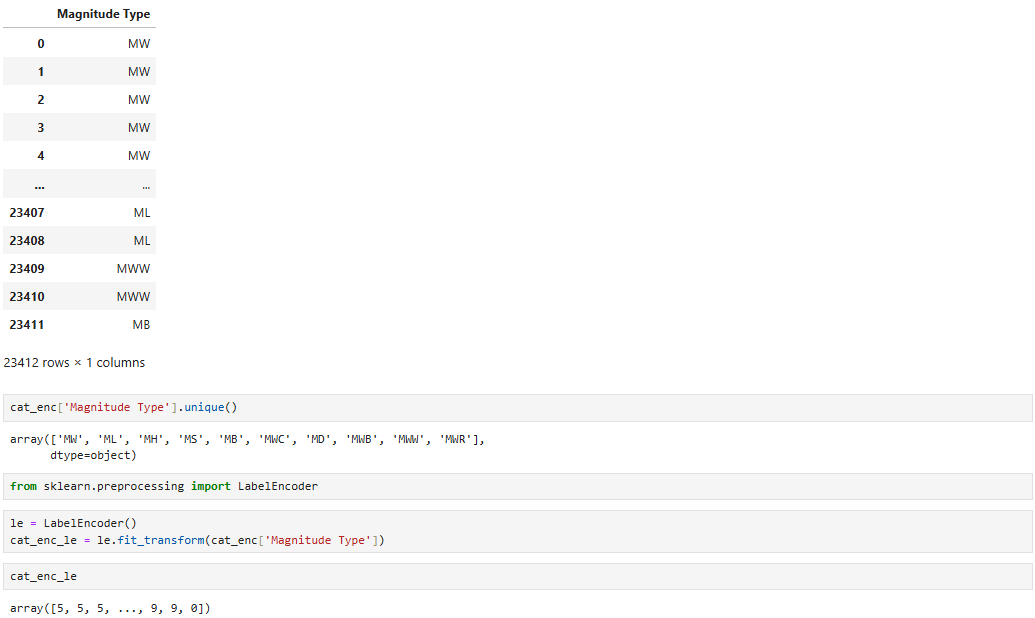 Magnitude Type
0 MW
1 MW
2 MW
3 MW
4 MW
... ...
23407 ML
23408 ML
23409 MWW
23410 MWW
23411 MB
23412 rows × 1 columns
cat_enc['Magnitude Type'].unique()
array(['MW', 'ML', 'MH', 'MS', 'MB', 'MWC', 'MD', 'MWB', 'MWW', 'MWR'],
dtype=object)
from sklearn.preprocessing import LabelEncoder
le = LabelEncoder()
cat_enc_le = le.fit_transform(cat_enc['Magnitude Type'])
cat_enc_le
array([5, 5, 5, ..., 9, 9, 0])